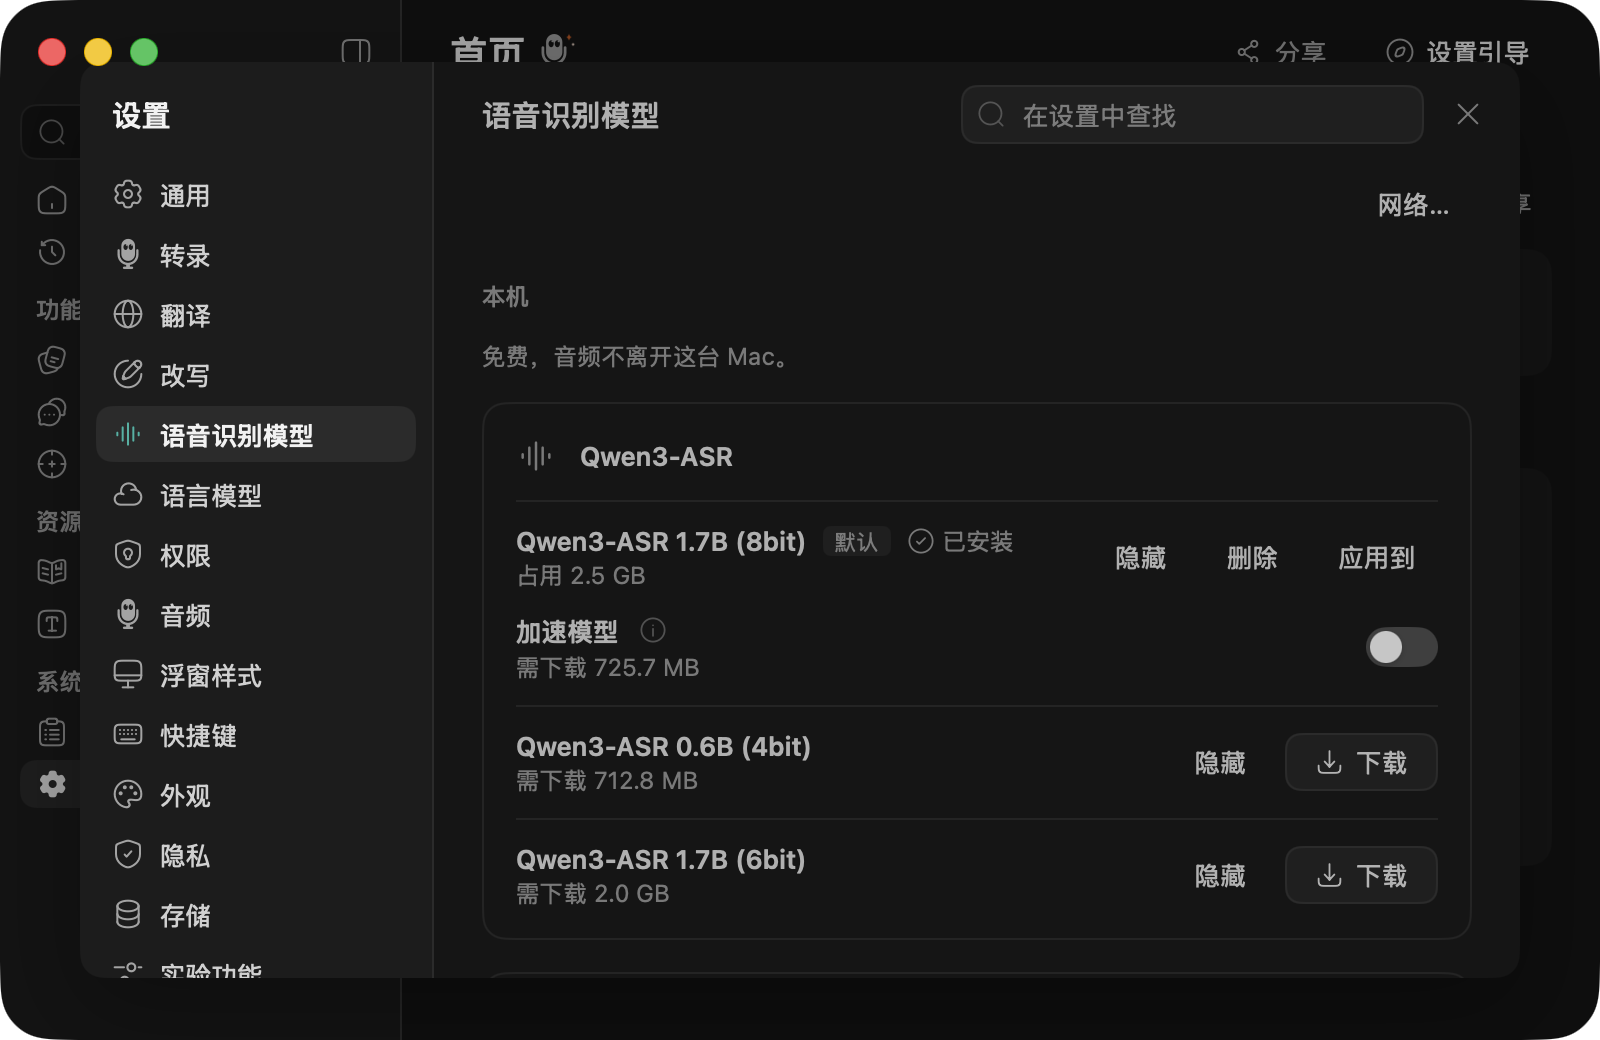 首页
分享
设置引导
设置
语音识别模型
在设置中查找
通用
转录
翻译
改写
语音识别模型
语言模型
权限
音频
浮窗样式
快捷键
外观
隐私
存储
实验功能
功能
资源
系统
网络...
享
本机
免费，音频不离开这台 Mac。
Qwen3-ASR
Qwen3-ASR 1.7B (8bit) 默认 已安装
占用 2.5 GB
隐藏 删除 应用到
加速模型
需下载 725.7 MB
Qwen3-ASR 0.6B (4bit)
需下载 712.8 MB
隐藏 下载
Qwen3-ASR 1.7B (6bit)
需下载 2.0 GB
隐藏 下载